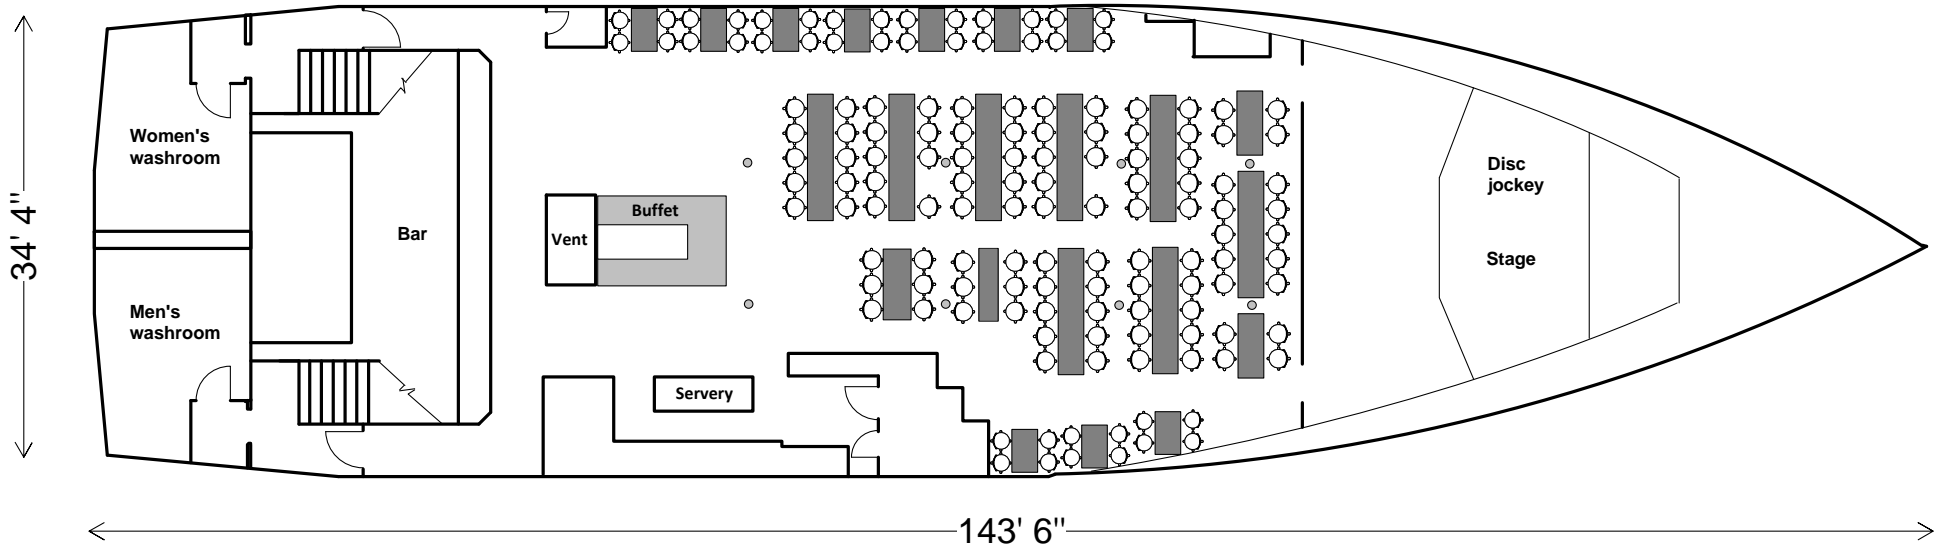 34' 4"
Women's
washroom
Men's
washroom
Bar
Vent
Buffet
Servery
Disc
jockey
Stage
143' 6"